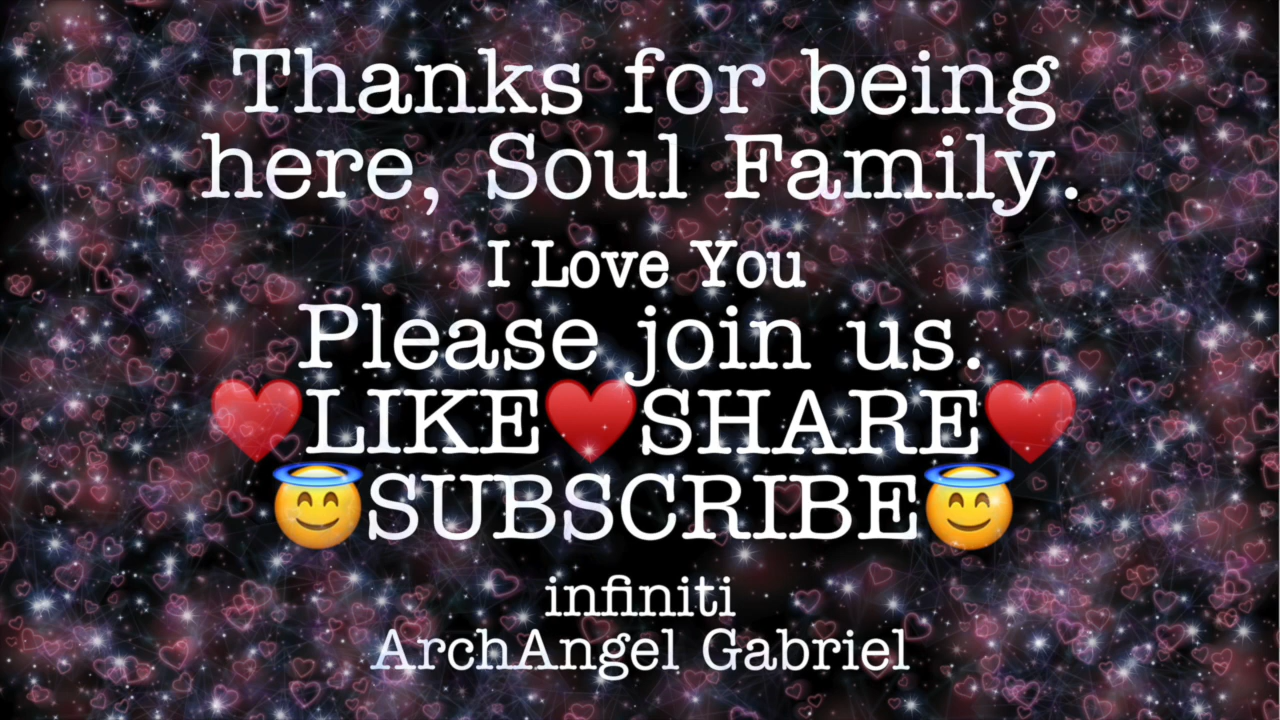 Thanks for being
here, Soul Family.
I Love You
Please join us.
♥️LIKE♥️SHARE♥️
😇SUBSCRIBE😇
infiniti
ArchAngel Gabriel